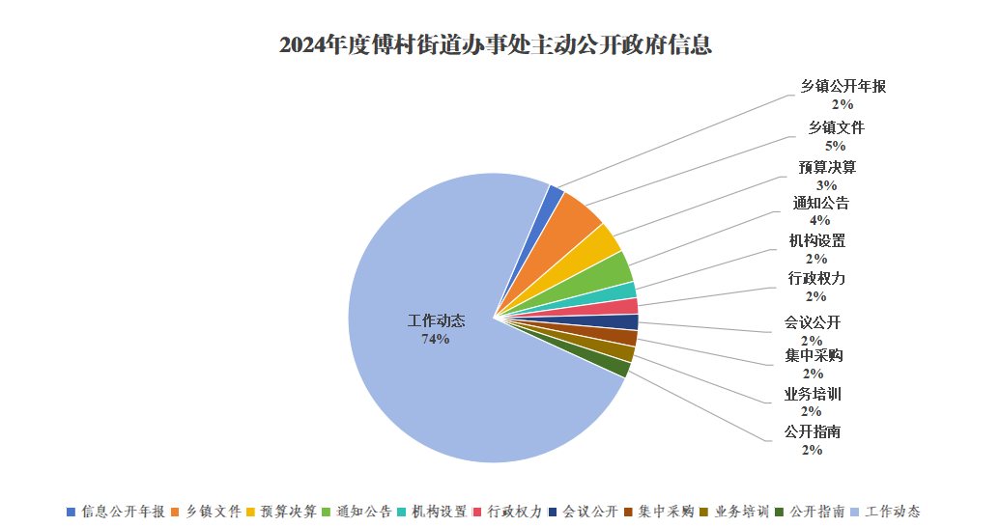 2024年度傅村街道办事处主动公开政府信息
乡镇公开年报
2%
乡镇文件
5%
预算决算
3%
通知公告
4%
机构设置
2%
行政权力
2%
会议公开
2%
集中采购
2%
业务培训
2%
公开指南
2%
工作动态
74%
信息公开年报 乡镇文件 预算决算 通知公告 机构设置 行政权力 会议公开 集中采购 业务培训 公开指南 工作动态